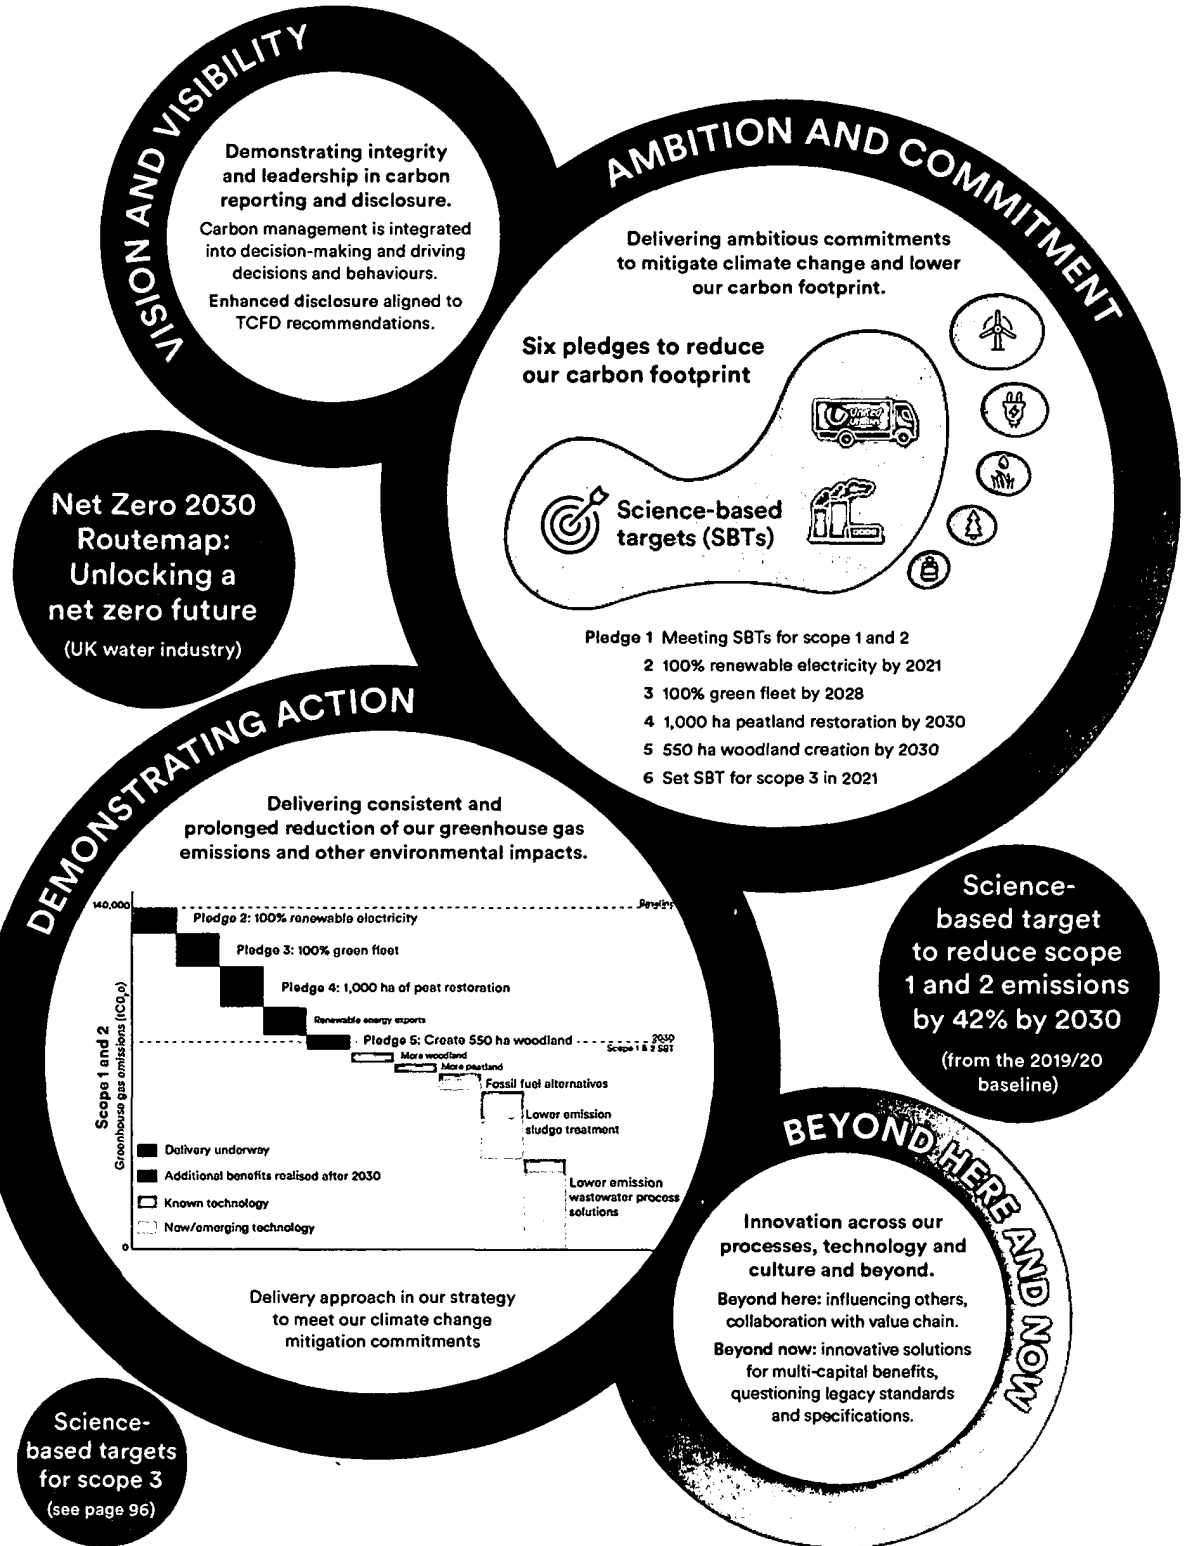 VISION AND VISIBILITY
Demonstrating integrity
and leadership in carbon
reporting and disclosure.
Carbon management is integrated
into decision-making and driving
decisions and behaviours.
Enhanced disclosure aligned to
TCFD recommendations.
AMBITION AND COMMITMENT
Delivering ambitious commitments
to mitigate climate change and lower
our carbon footprint.
Six pledges to reduce
our carbon footprint
United
Utilities
Science-based
targets (SBTs)
Pledge 1 Meeting SBTs for scope 1 and 2
2 100% renewable electricity by 2021
3 100% green fleet by 2028
4 1,000 ha peatland restoration by 2030
5 550 ha woodland creation by 2030
6 Set SBT for scope 3 in 2021
Net Zero 2030
Routemap:
Unlocking a
net zero future
(UK water industry)
DEMONSTRATING ACTION
Delivering consistent and
prolonged reduction of our greenhouse gas
emissions and other environmental impacts.
140,000
Baseline
Pledge 2: 100% renewable electricity
Pledge 3: 100% green fleet
Pledge 4: 1,000 ha of peat restoration
Renewable energy exports
Pledge 5: Create 550 ha woodland
2030
Scope 1 & 2 SBT
More woodland
More peatland
Fossil fuel alternatives
Lower emission
sludge treatment
Lower emission
wastewater process
solutions
Scope 1 and 2
Greenhouse gas emissions (tCO₂e)
Delivery underway
Additional benefits realised after 2030
Known technology
New/emerging technology
0
Delivery approach in our strategy
to meet our climate change
mitigation commitments
Science-
based target
to reduce scope
1 and 2 emissions
by 42% by 2030
(from the 2019/20
baseline)
BEYOND HERE AND NOW
Innovation across our
processes, technology and
culture and beyond.
Beyond here: influencing others,
collaboration with value chain.
Beyond now: innovative solutions
for multi-capital benefits,
questioning legacy standards
and specifications.
Science-
based targets
for scope 3
(see page 96)